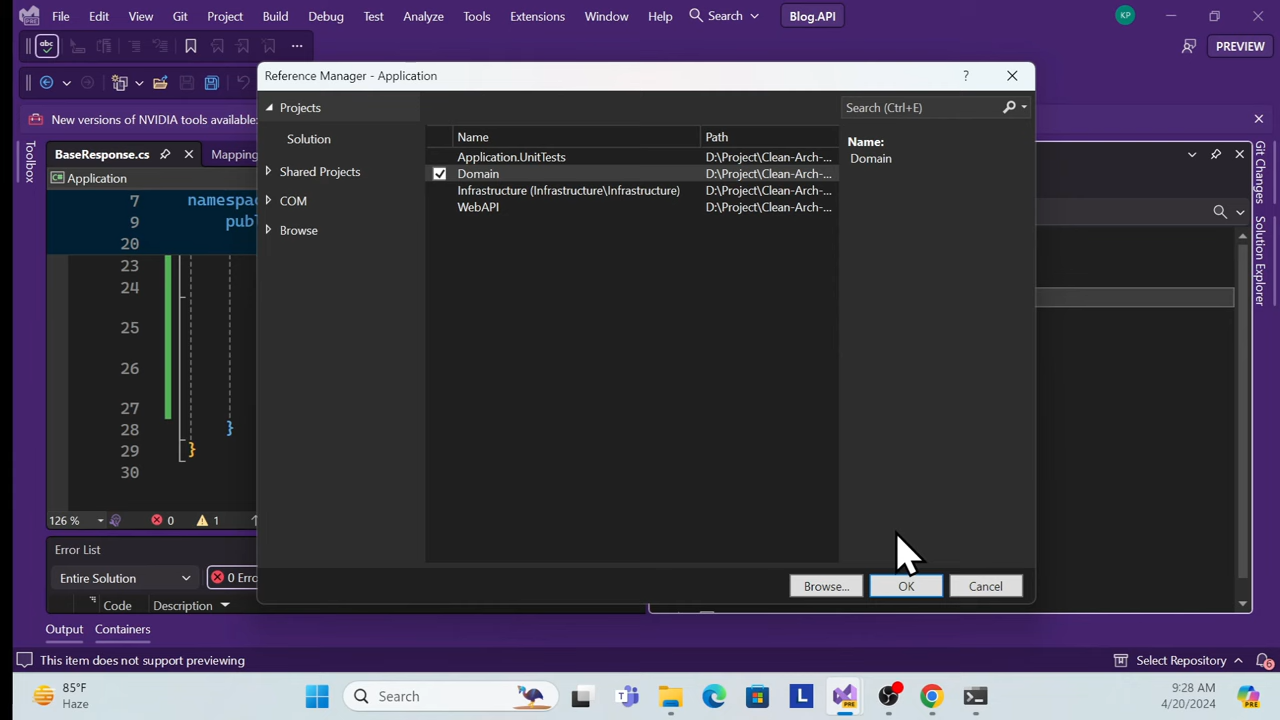 File Edit View Git Project Build Debug Test Analyze Tools Extensions Window Help Search Blog.API KP
PRE
abc PREVIEW
Reference Manager - Application ?
Projects Search (Ctrl+E)
New versions of NVIDIA tools available:
Solution Name Path Name:
BaseResponse.cs Mapping Application.UnitTests D:\Project\Clean-Arch-... Domain
Application Shared Projects Domain D:\Project\Clean-Arch-...
Infrastructure (Infrastructure\Infrastructure) D:\Project\Clean-Arch-...
7 namespac COM WebAPI D:\Project\Clean-Arch-...
9 publ
20 Browse
23
24
25
26
27
28 }
29 }
30
Toolbox
Git Changes
Solution Explorer
126 % 0 1
Error List
Entire Solution 0 Erro Browse... OK Cancel
Code Description
Output Containers
This item does not support previewing Select Repository 6
85°F
Haze
Search L PRE 9:28 AM
4/20/2024 PRE